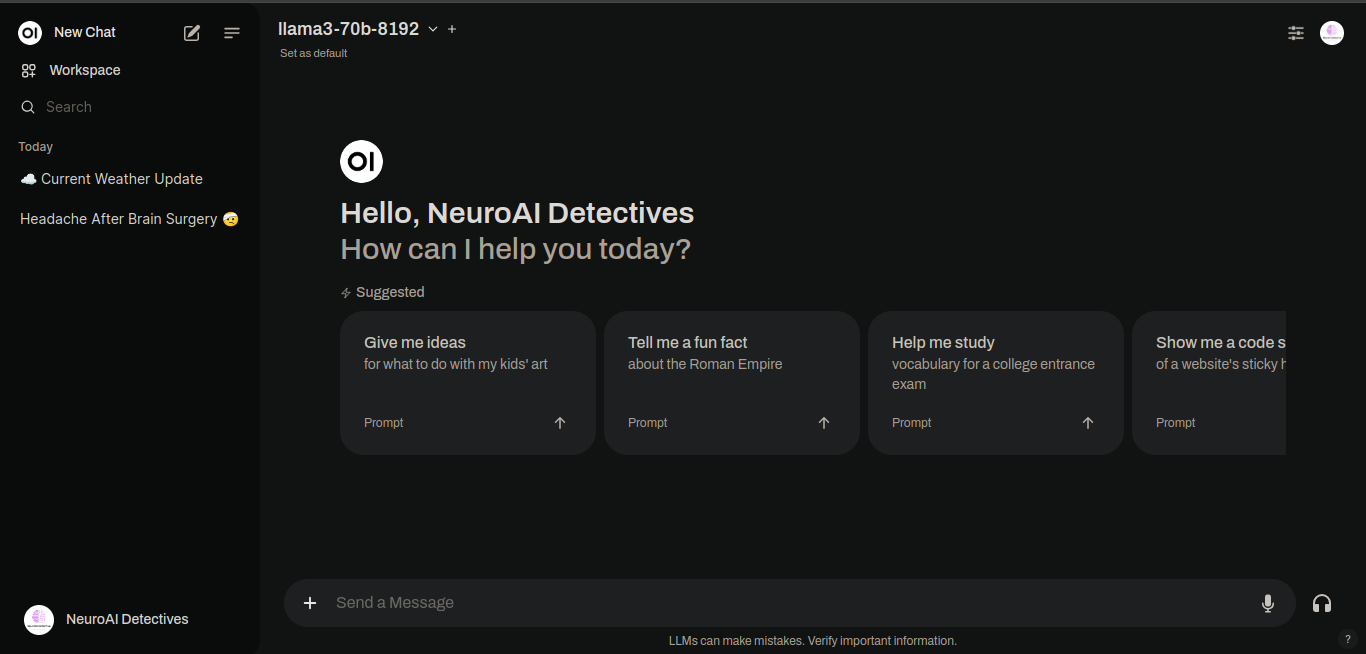 OI New Chat
Workspace
Search
Today
☁️ Current Weather Update
Headache After Brain Surgery 🤕
NeuroAI Detectives
llama3-70b-8192
Set as default
OI
Hello, NeuroAI Detectives
How can I help you today?
Suggested
Give me ideas
for what to do with my kids' art
Prompt
Tell me a fun fact
about the Roman Empire
Prompt
Help me study
vocabulary for a college entrance
exam
Prompt
Show me a code s
of a website's sticky h
Prompt
Send a Message
LLMs can make mistakes. Verify important information.
?